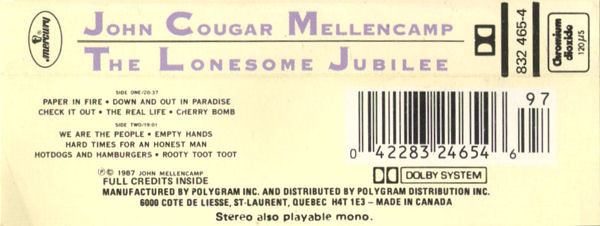 mercury
JOHN COUGAR MELLENCAMP
THE LONESOME JUBILEE
832 465-4
Chromium
dioxide
120 µS
SIDE ONE/20:37
PAPER IN FIRE • DOWN AND OUT IN PARADISE
CHECK IT OUT • THE REAL LIFE • CHERRY BOMB
SIDE TWO/19:01
WE ARE THE PEOPLE • EMPTY HANDS
HARD TIMES FOR AN HONEST MAN
HOTDOGS AND HAMBURGERS • ROOTY TOOT TOOT
97
0 42283 24654 6
℗© 1987 JOHN MELLENCAMP
FULL CREDITS INSIDE
DOLBY SYSTEM
MANUFACTURED BY POLYGRAM INC. AND DISTRIBUTED BY POLYGRAM DISTRIBUTION INC.
6000 COTE DE LIESSE, ST-LAURENT, QUEBEC H4T 1E3 – MADE IN CANADA
Stereo also playable mono.